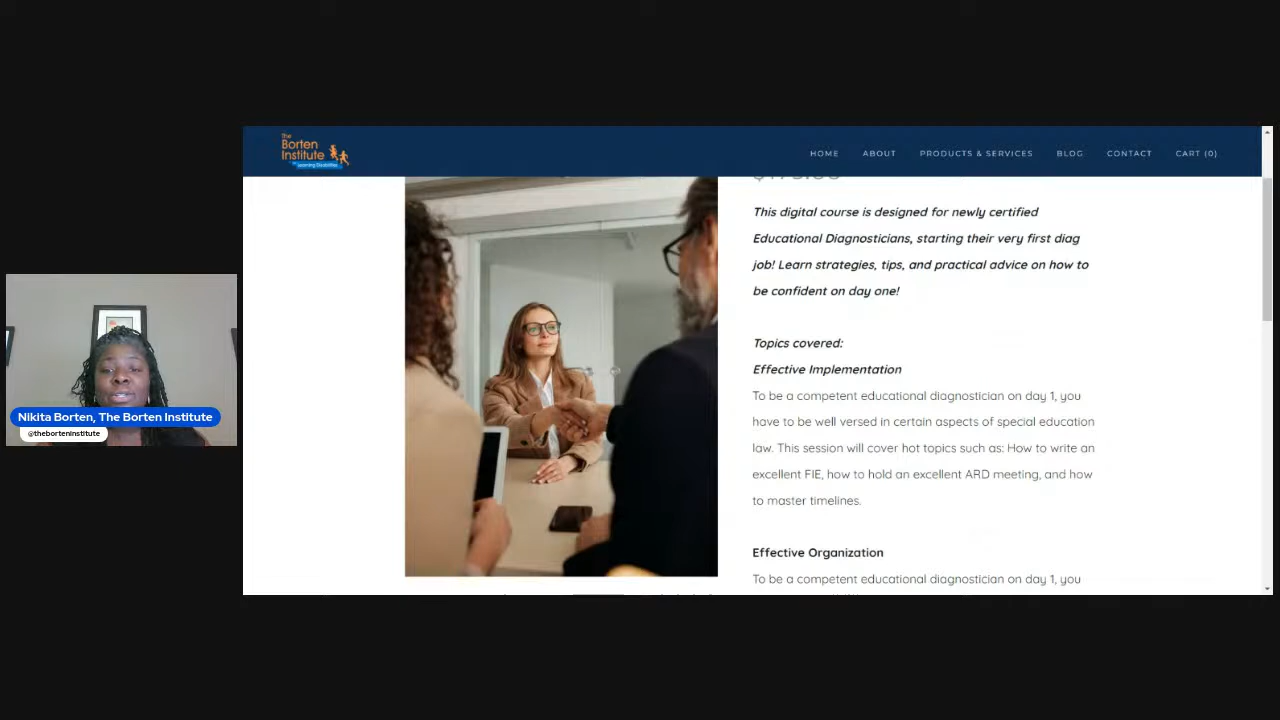 The
Borten
Institute
for Learning Disabilities
HOME
ABOUT
PRODUCTS & SERVICES
BLOG
CONTACT
CART (0)
This digital course is designed for newly certified
Educational Diagnosticians, starting their very first diag
job! Learn strategies, tips, and practical advice on how to
be confident on day one!
Topics covered:
Effective Implementation
To be a competent educational diagnostician on day 1, you
have to be well versed in certain aspects of special education
law. This session will cover hot topics such as: How to write an
excellent FIE, how to hold an excellent ARD meeting, and how
to master timelines.
Effective Organization
To be a competent educational diagnostician on day 1, you
Nikita Borten, The Borten Institute
@theborteninstitute